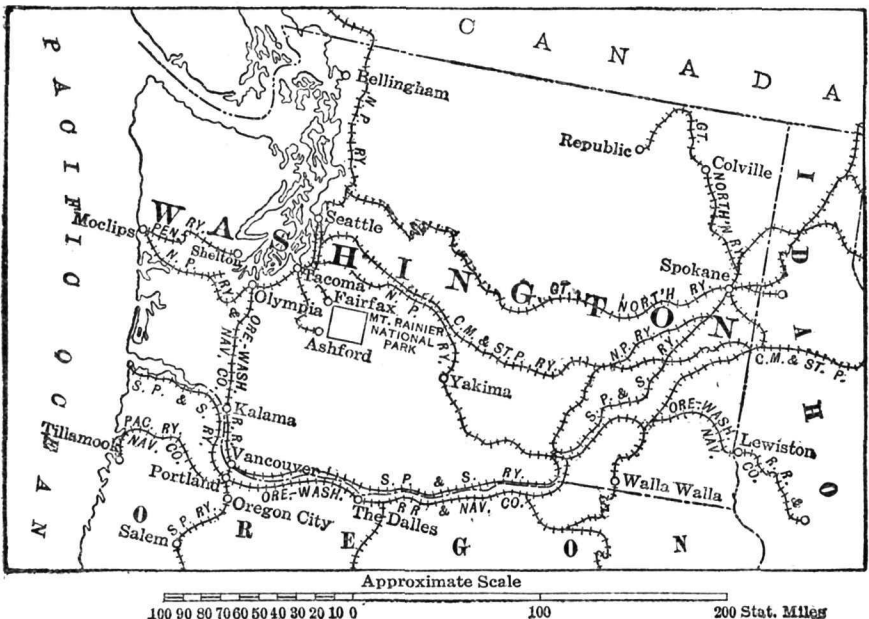 CANADA
PACIFIC OCEAN
WASHINGTON
IDAHO
OREGON
Bellingham
N.P. RY.
Republic
GT. NORTH'N RY.
Colville
Moclips
PEN. RY.
Shelton
Seattle
N.P. RY. & NAV. CO.
Olympia
Tacoma
Fairfax
MT. RAINIER
NATIONAL
PARK
Ashford
N. P. RY.
C.M. & ST. P. RY.
GT. NORTH RY.
Spokane
N.P. RY.
S. P. & S. RY.
C.M. & ST. P.
Yakima
ORE-WASH R.R.
Kalama
S. P. & S. RY.
Tillamook
PAC. RY.
NAV. CO.
Vancouver
Portland
S. P. & S. RY.
ORE-WASH. R R & NAV. CO.
The Dalles
Oregon City
S. P. RY
Salem
Walla Walla
ORE-WASH. R.R. & NAV. CO.
Lewiston
Approximate Scale
100 90 80 70 60 50 40 30 20 10 0 100 200 Stat. Miles